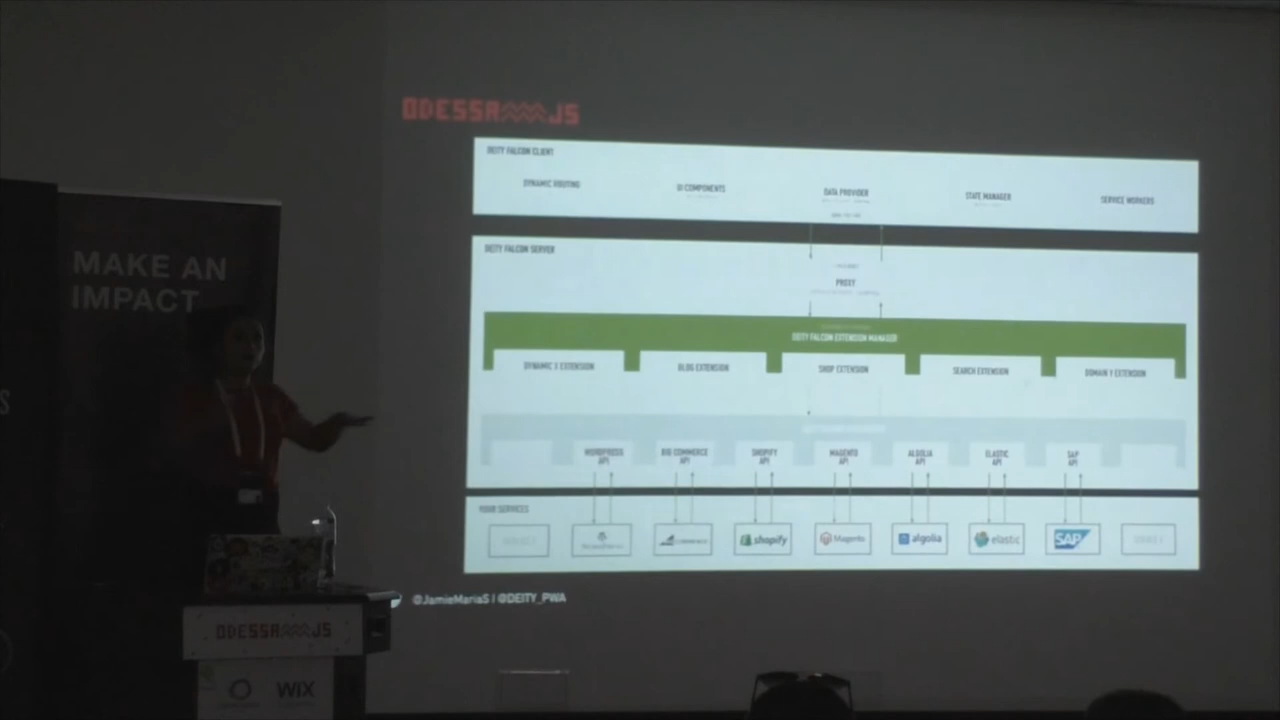 ODESSA JS
DEITY FALCON CLIENT
DYNAMIC ROUTING
UI COMPONENTS
DATA PROVIDER
STATE MANAGER
SERVICE WORKERS
DEITY FALCON SERVER
PROXY
DEITY FALCON EXTENSION MANAGER
DYNAMIC X EXTENSION
BLOG EXTENSION
SHOP EXTENSION
SEARCH EXTENSION
DOMAIN Y EXTENSION
WORDPRESS
API
BIG COMMERCE
API
SHOPIFY
API
MAGENTO
API
ALGOLIA
API
ELASTIC
API
SAP
API
YOUR SERVICES
shopify
Magento
algolia
elastic
SAP
@JamieMariaS | @DEITY_PWA
MAKE AN
IMPACT
S
ODESSA JS
WIX